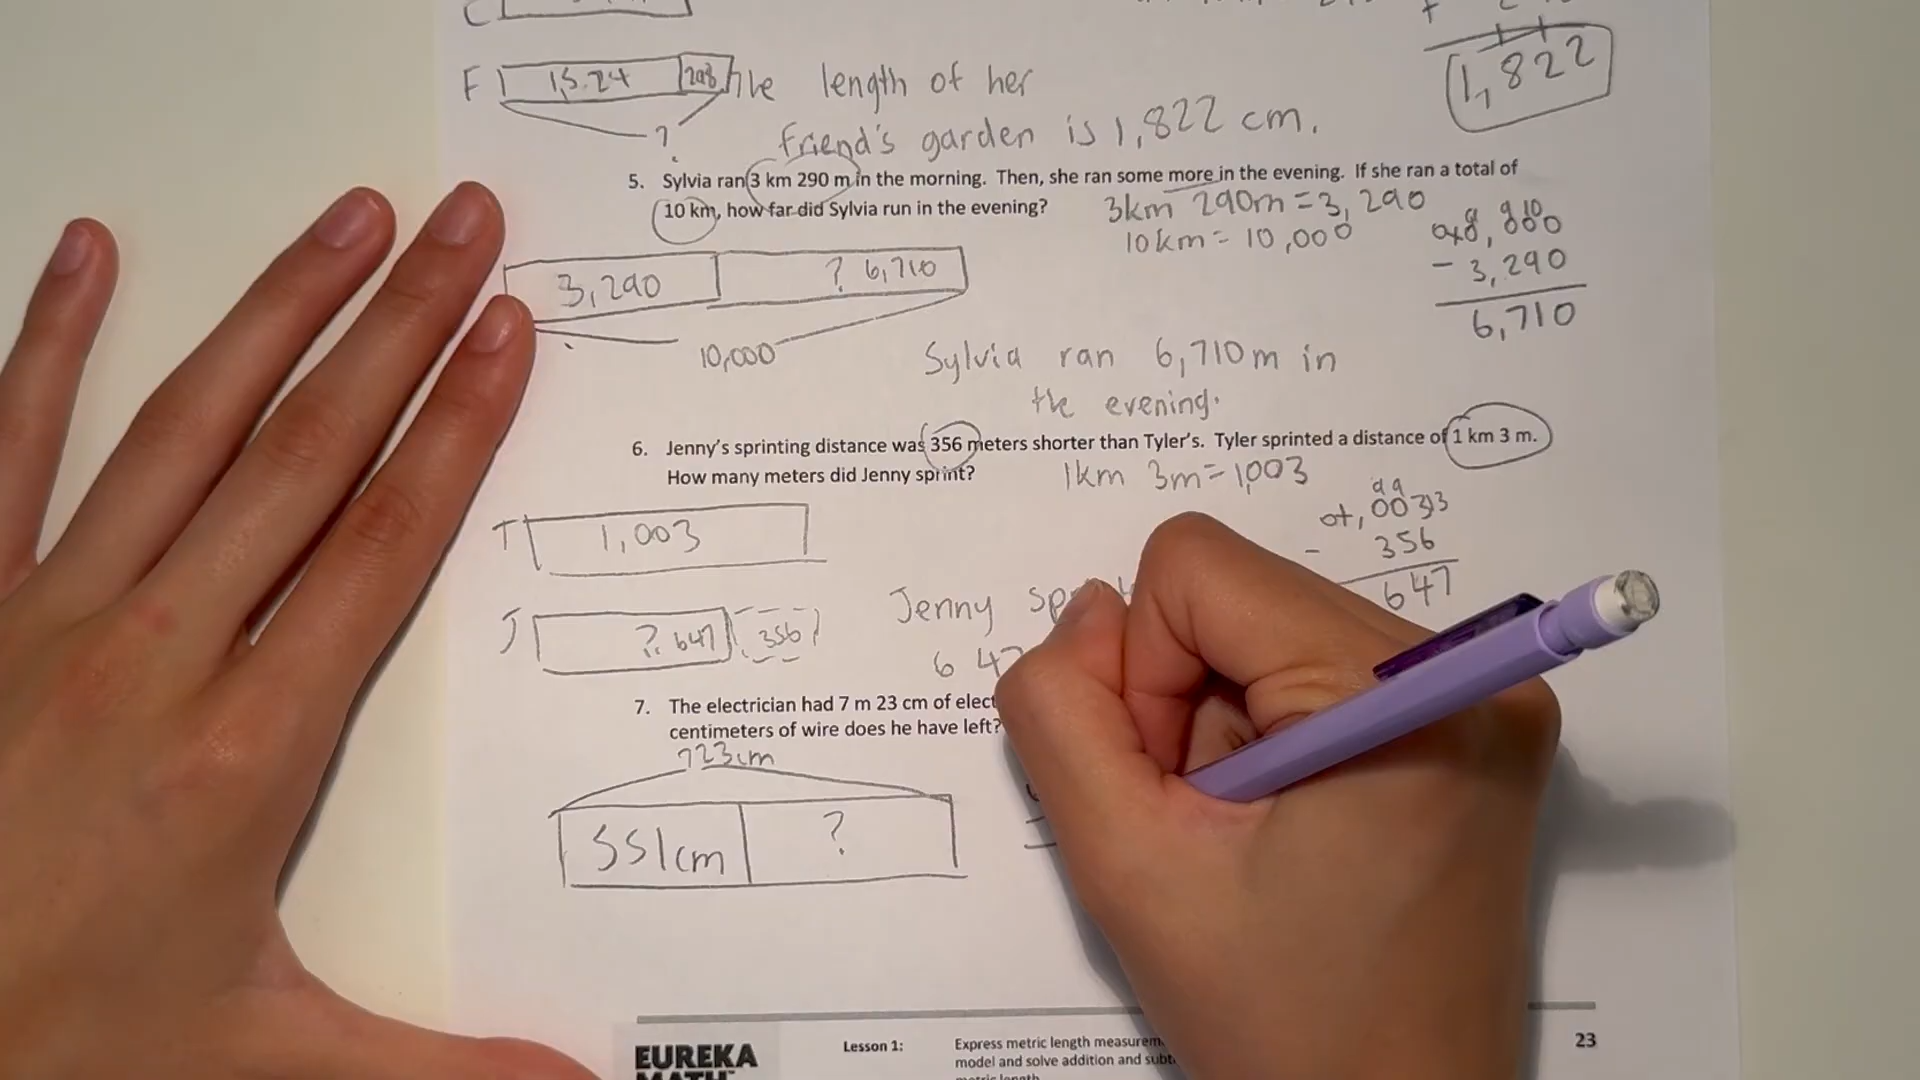 F 15.24 298 The length of her
1,822
? friend's garden is 1,822 cm.
5. Sylvia ran 3 km 290 m in the morning. Then, she ran some more in the evening. If she ran a total of
10 km, how far did Sylvia run in the evening?
3km 290m = 3,290
10km = 10,000
- 3,290
6,710
3,290 ? 6,710
10,000
Sylvia ran 6,710m in
the evening.
6. Jenny's sprinting distance was 356 meters shorter than Tyler's. Tyler sprinted a distance of 1 km 3 m.
How many meters did Jenny sprint?
1km 3m = 1,003
99
- 356
647
T 1,003
Jenny
J ? 647 356
647
7. The electrician had 7 m 23 cm of elect
centimeters of wire does he have left?
723cm
551cm ?
EUREKA
MATH™
Lesson 1:
Express metric length measurem
model and solve addition and subt
metric length
23